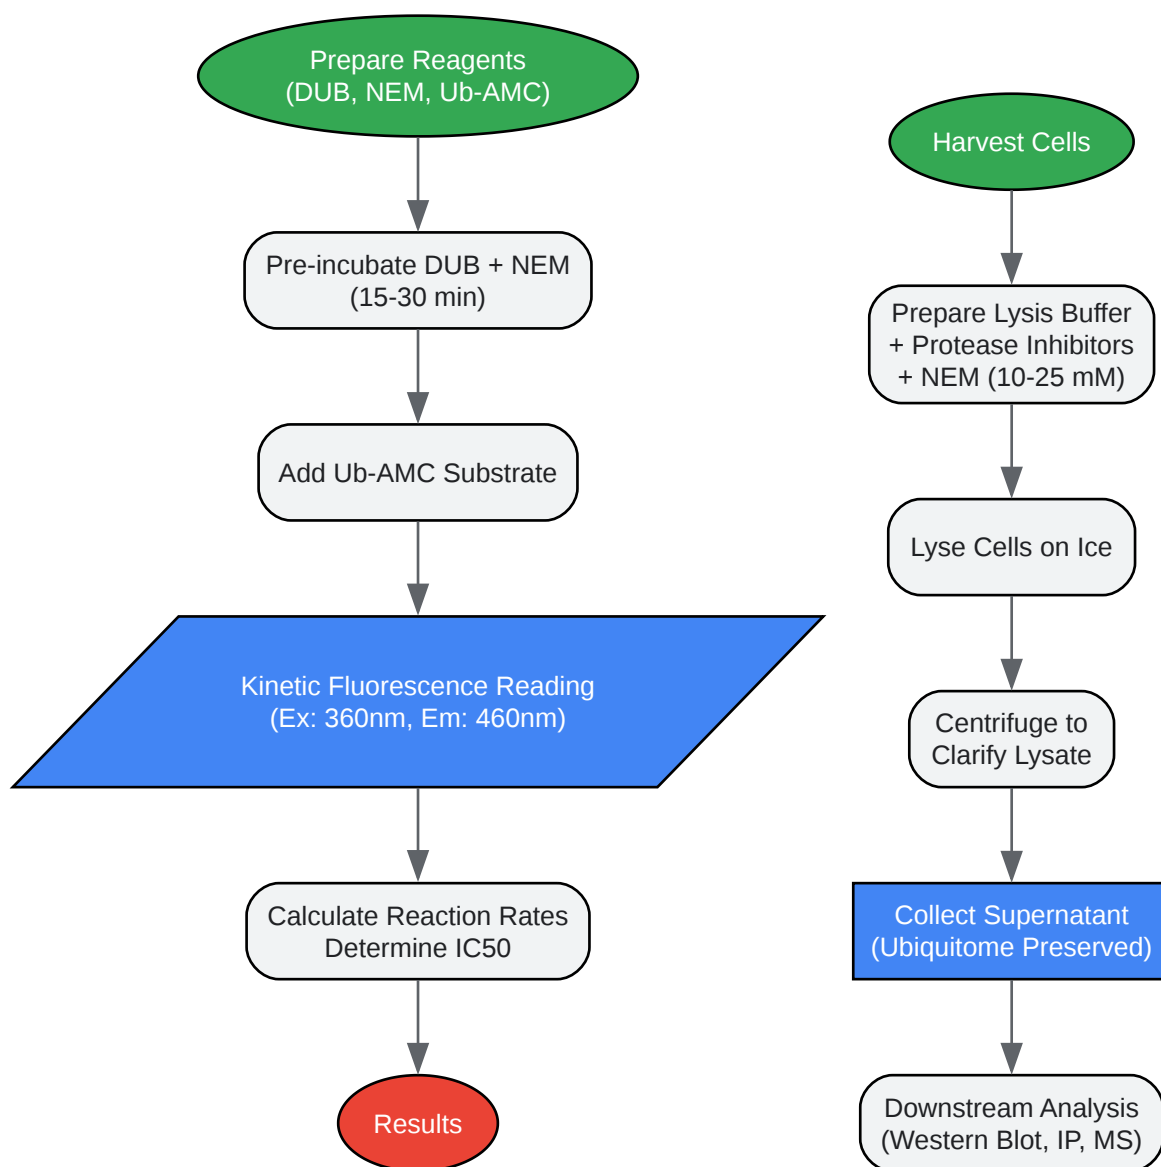 Prepare Reagents
(DUB, NEM, Ub-AMC)
Pre-incubate DUB + NEM
(15-30 min)
Add Ub-AMC Substrate
Kinetic Fluorescence Reading
(Ex: 360nm, Em: 460nm)
Calculate Reaction Rates
Determine IC50
Results
Harvest Cells
Prepare Lysis Buffer
+ Protease Inhibitors
+ NEM (10-25 mM)
Lyse Cells on Ice
Centrifuge to
Clarify Lysate
Collect Supernatant
(Ubiquitome Preserved)
Downstream Analysis
(Western Blot, IP, MS)